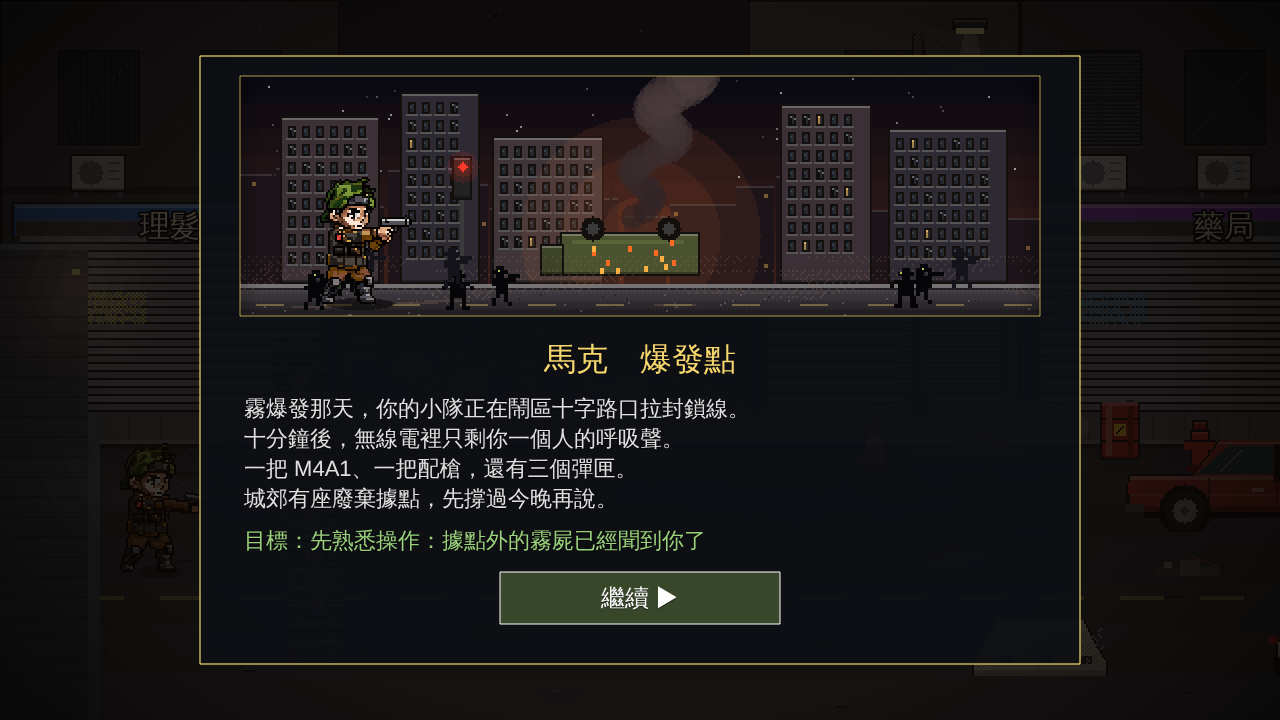 理髮
藥局
馬克　爆發點
霧爆發那天，你的小隊正在鬧區十字路口拉封鎖線。
十分鐘後，無線電裡只剩你一個人的呼吸聲。
一把 M4A1、一把配槍，還有三個彈匣。
城郊有座廢棄據點，先撐過今晚再說。
目標：先熟悉操作：據點外的霧屍已經聞到你了
繼續 ▶